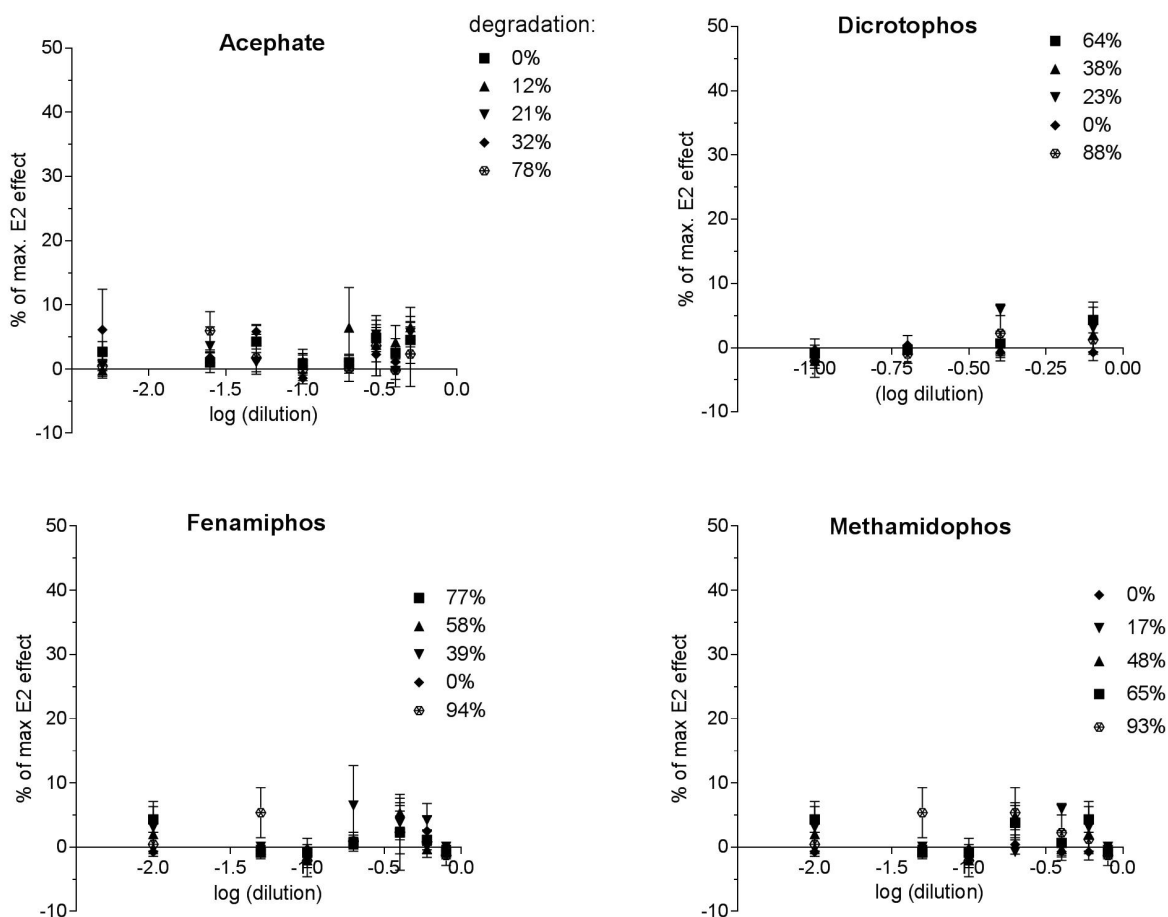 Acephate
degradation:
0%
12%
21%
32%
78%
% of max. E2 effect
50
40
30
20
10
0
-10
-2.0 -1.5 -1.0 -0.5 0.0
log (dilution)
Dicrotophos
64%
38%
23%
0%
88%
% of max. E2 effect
50
40
30
20
10
0
-10
-1.00 -0.75 -0.50 -0.25 0.00
(log dilution)
Fenamiphos
77%
58%
39%
0%
94%
% of max E2 effect
50
40
30
20
10
0
-10
-2.0 -1.5 -1.0 -0.5 0.0
log (dilution)
Methamidophos
0%
17%
48%
65%
93%
% of max E2 effect
50
40
30
20
10
0
-10
-2.0 -1.5 -1.0 -0.5 0.0
log (dilution)